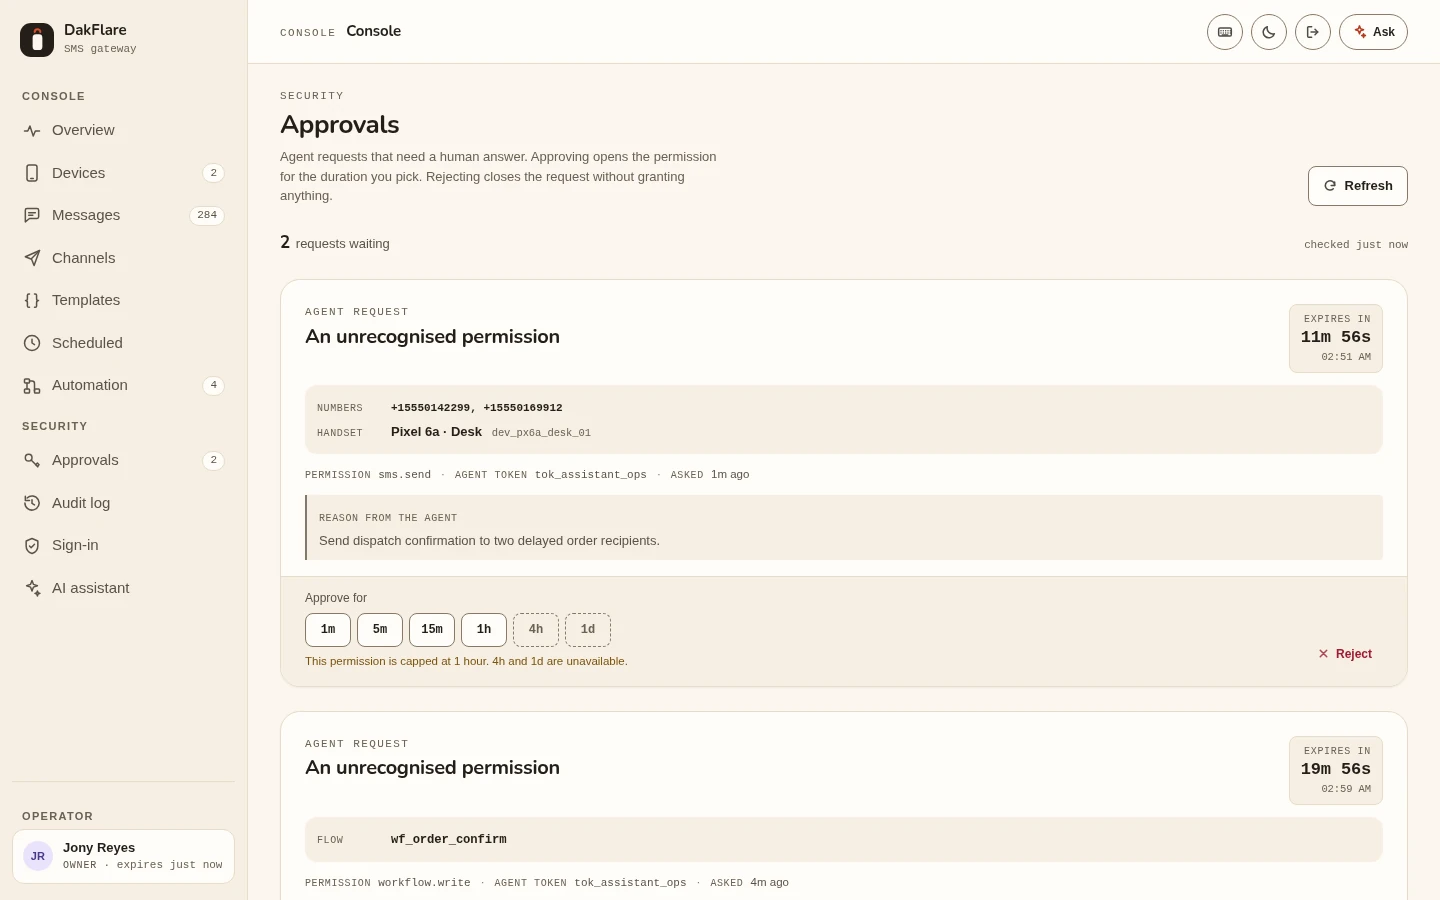 DakFlare
SMS gateway
CONSOLE
Overview
Devices 2
Messages 284
Channels
Templates
Scheduled
Automation 4
SECURITY
Approvals 2
Audit log
Sign-in
AI assistant
OPERATOR
JR
Jony Reyes
OWNER · expires just now
CONSOLE Console
Ask
SECURITY
Approvals
Agent requests that need a human answer. Approving opens the permission
for the duration you pick. Rejecting closes the request without granting
anything.
Refresh
2 requests waiting
checked just now
AGENT REQUEST
An unrecognised permission
EXPIRES IN
11m 56s
02:51 AM
NUMBERS +15550142299, +15550169912
HANDSET Pixel 6a · Desk dev_px6a_desk_01
PERMISSION sms.send · AGENT TOKEN tok_assistant_ops · ASKED 1m ago
REASON FROM THE AGENT
Send dispatch confirmation to two delayed order recipients.
Approve for
1m 5m 15m 1h 4h 1d
This permission is capped at 1 hour. 4h and 1d are unavailable.
Reject
AGENT REQUEST
An unrecognised permission
EXPIRES IN
19m 56s
02:59 AM
FLOW wf_order_confirm
PERMISSION workflow.write · AGENT TOKEN tok_assistant_ops · ASKED 4m ago